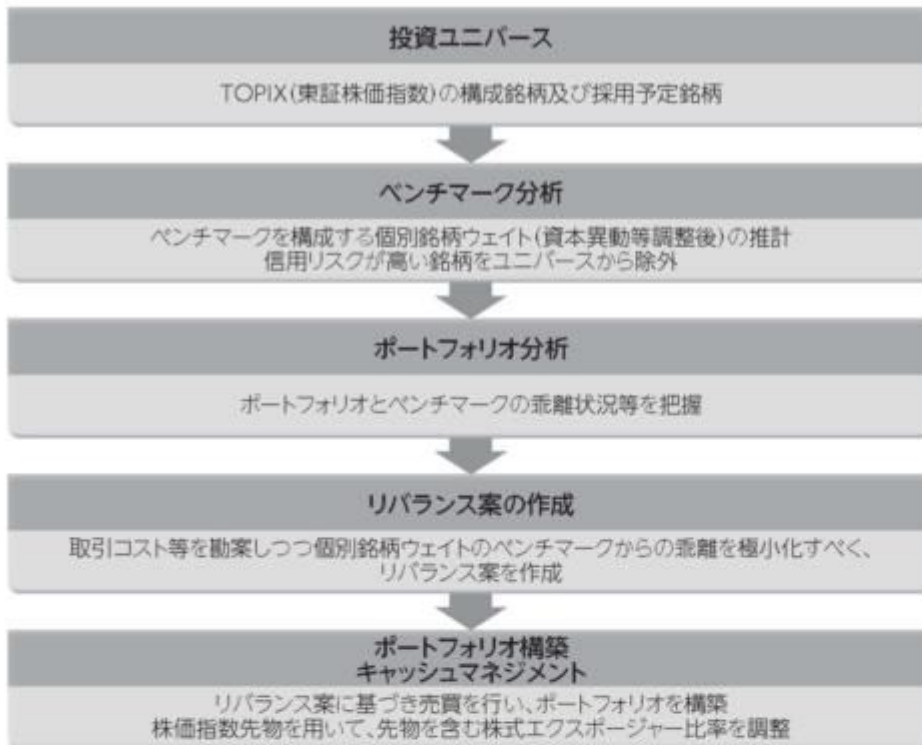 投資ユニバース
TOPIX(東証株価指数)の構成銘柄及び採用予定銘柄
ベンチマーク分析
ベンチマークを構成する個別銘柄ウェイト(資本異動等調整後)の推計
信用リスクが高い銘柄をユニバースから除外
ポートフォリオ分析
ポートフォリオとベンチマークの乖離状況等を把握
リバランス案の作成
取引コスト等を勘案しつつ個別銘柄ウェイトのベンチマークからの乖離を極小化すべく、
リバランス案を作成
ポートフォリオ構築
キャッシュマネジメント
リバランス案に基づき売買を行い、ポートフォリオを構築
株価指数先物を用いて、先物を含む株式エクスポージャー比率を調整